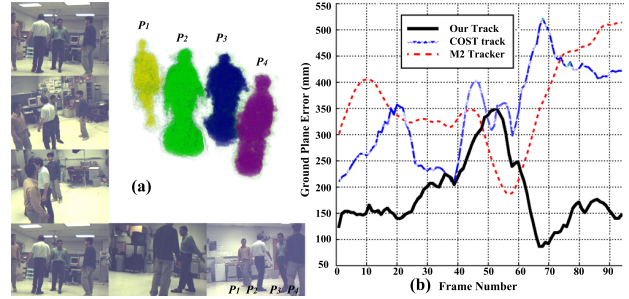 P1
P2
P3
P4
(a)
P1 P2 P3 P4
Ground Plane Error (mm)
550
500
450
400
350
300
250
200
150
100
50
Our Track
COST track
M2 Tracker
0 10 20 30 40 50 60 70 80 90
(b)
Frame Number